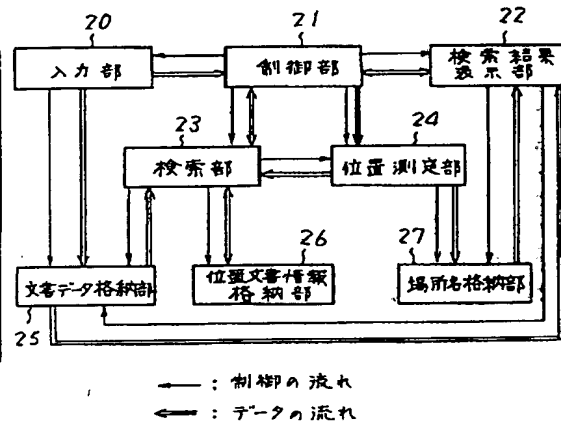 20
21
22
入力部
制御部
検索結果
表示部
23
24
検索部
位置測定部
26
27
文書データ格納部
位置文書情報
格納部
場所名格納部
25
: 制御の流れ
: データの流れ